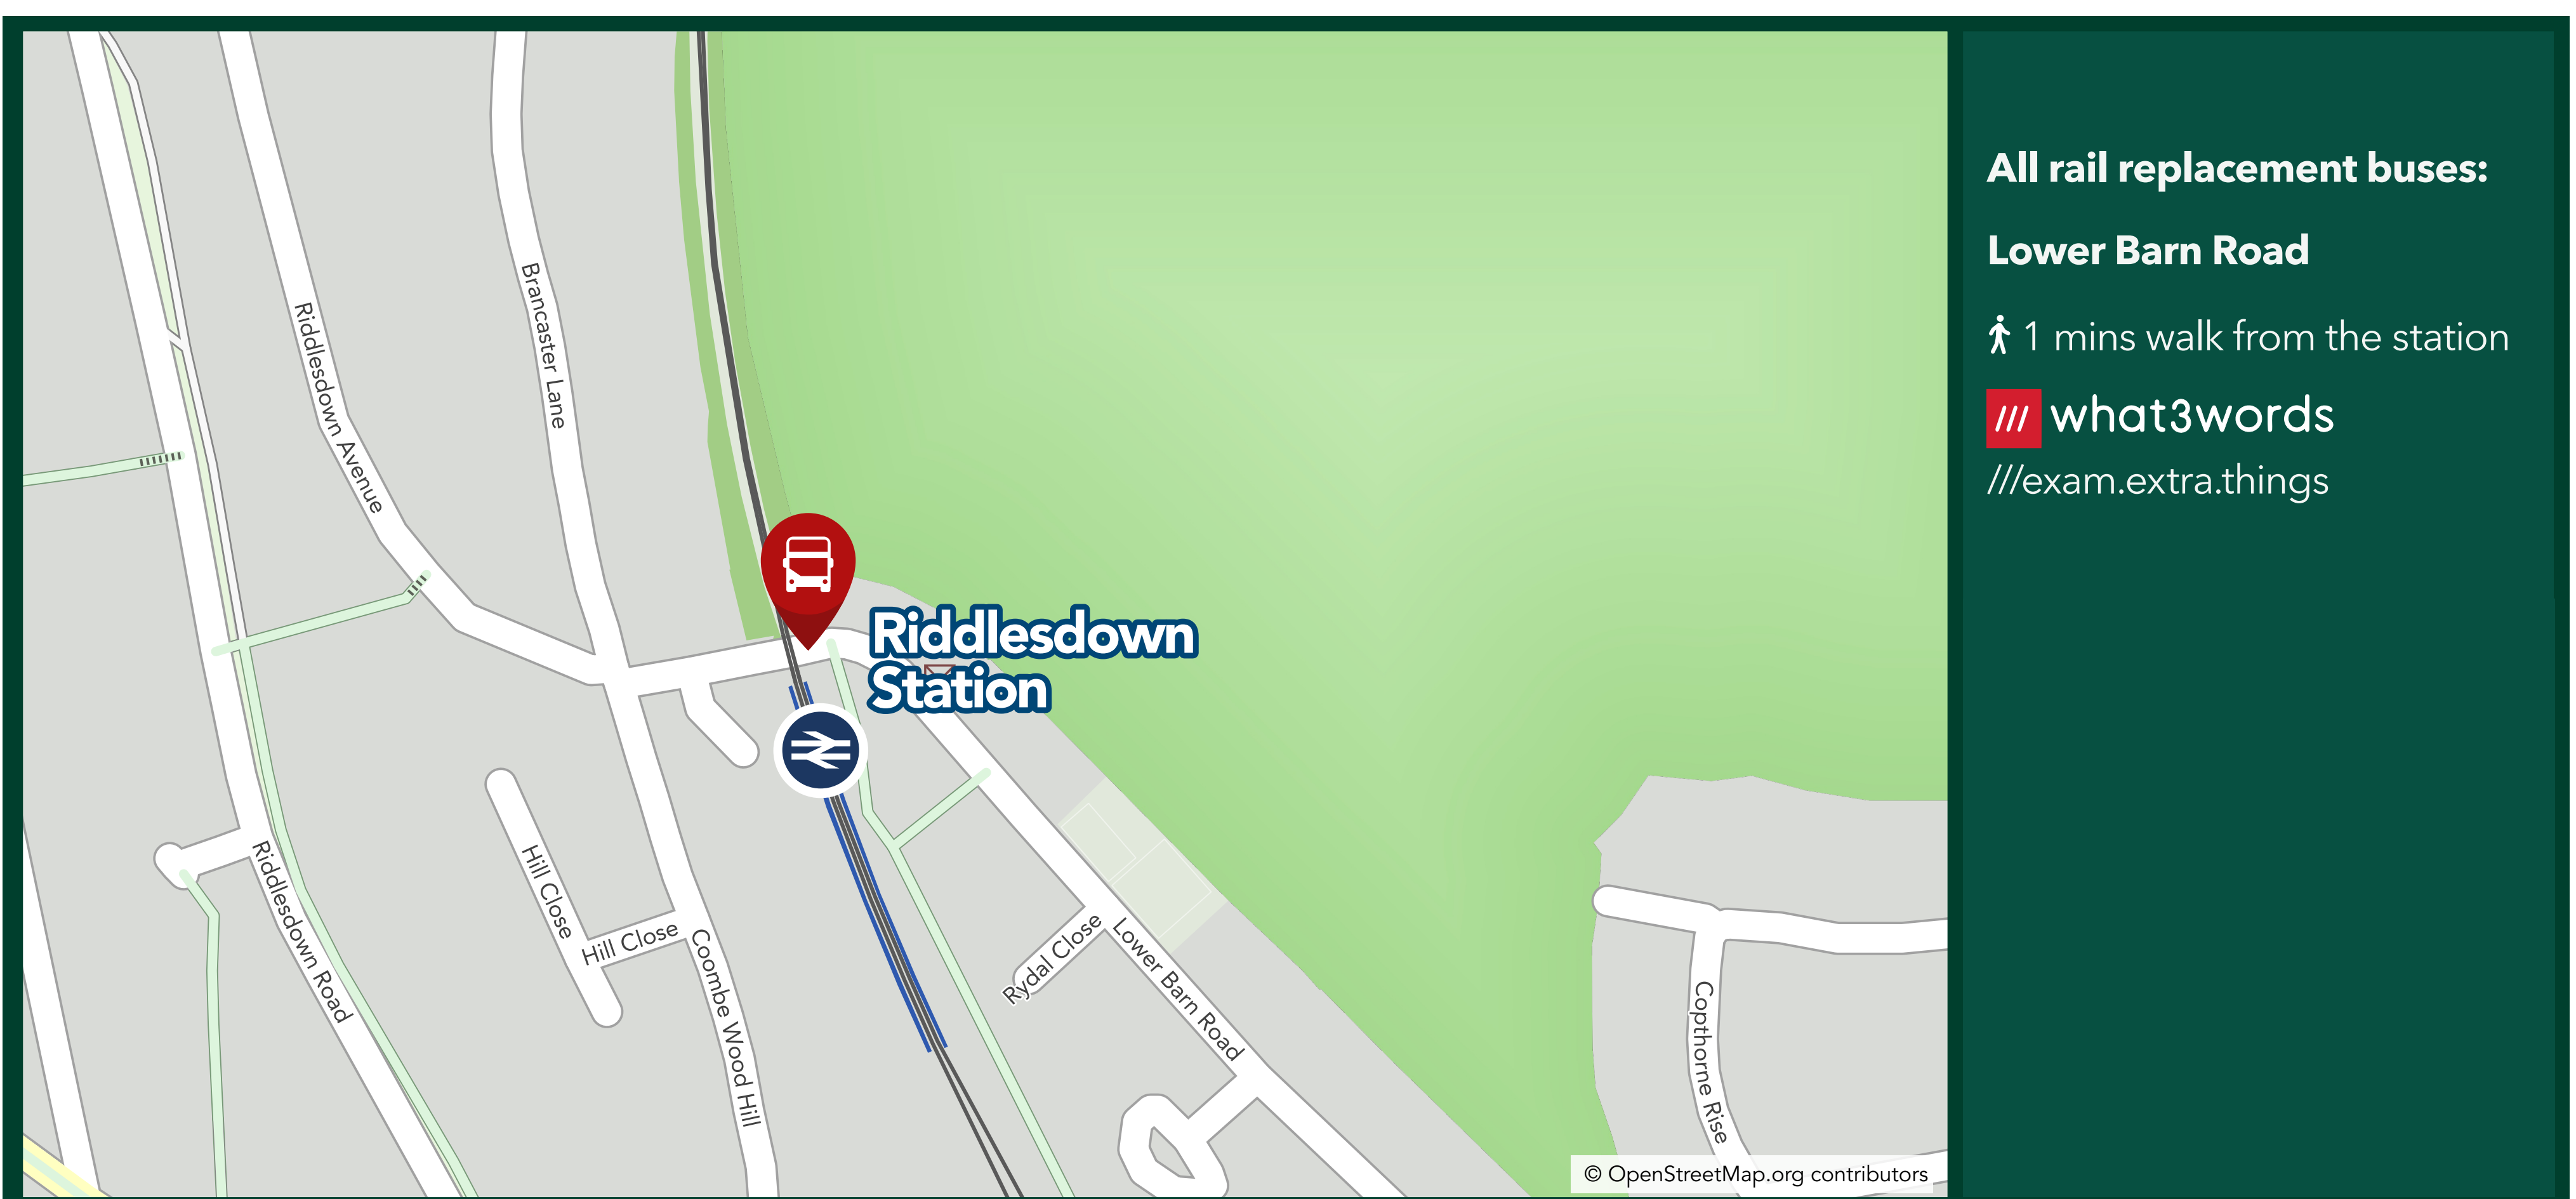 All rail replacement buses:
Lower Barn Road
1 mins walk from the station
what3words
///exam.extra.things
Riddlesdown Avenue
Brancaster Lane
Riddlesdown
Station
Hill Close
Hill Close
Riddlesdown Road
Coombe Wood Hill
Rydal Close
Lower Barn Road
Copthorne Rise
© OpenStreetMap.org contributors